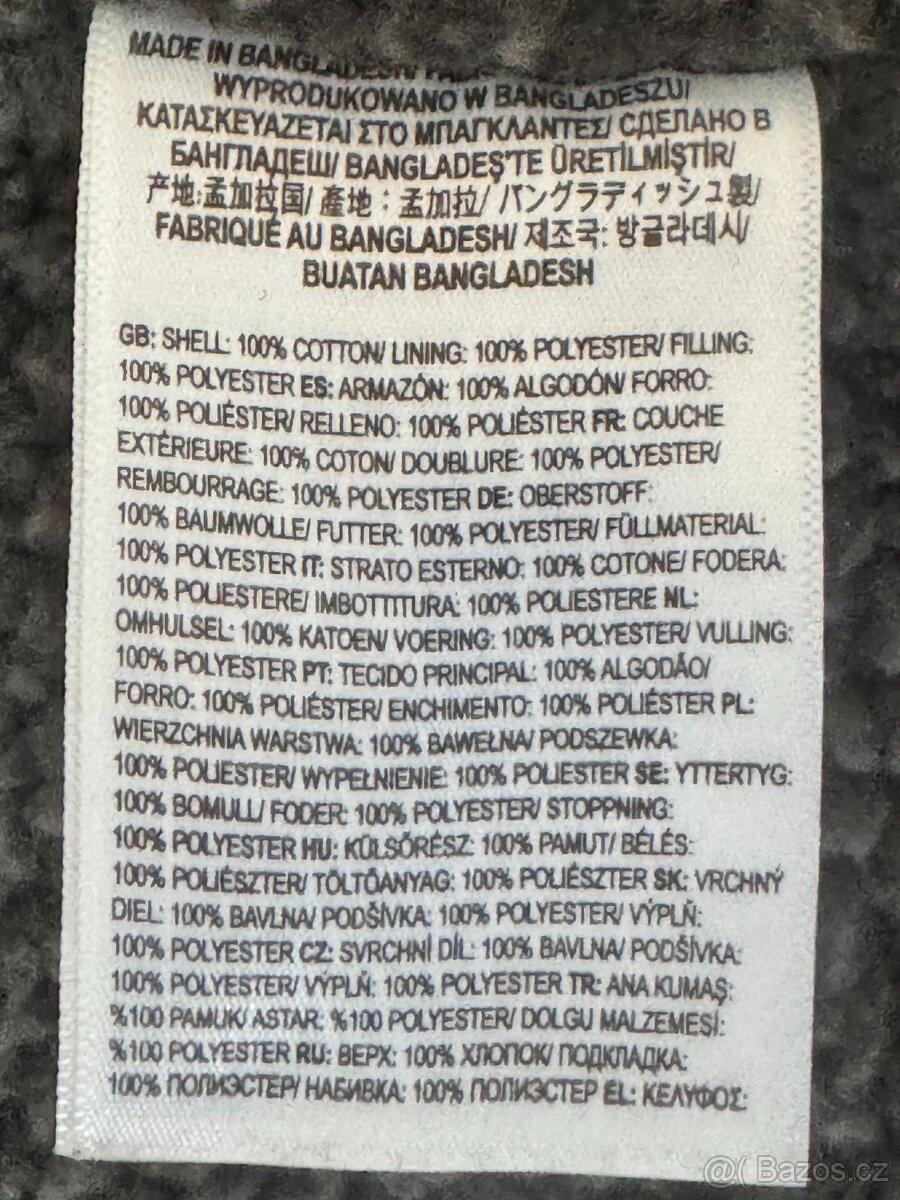 MADE IN BANGLADESH/
WYPRODUKOWANO W BANGLADESZU/
ΚΑΤΑΣΚΕΥΑΖΕΤΑΙ ΣΤΟ ΜΠΑΓΚΛΑΝΤΕΣ/ СДЕЛАНО В
БАНГЛАДЕШ/ BANGLADEŞ'TE ÜRETİLMİŞTİR/
产地:孟加拉国/ 產地：孟加拉/ バングラディッシュ製/
FABRIQUÉ AU BANGLADESH/ 제조국: 방글라데시/
BUATAN BANGLADESH
GB: SHELL: 100% COTTON/ LINING: 100% POLYESTER/ FILLING:
100% POLYESTER ES: ARMAZÓN: 100% ALGODÓN/ FORRO:
100% POLIÉSTER/ RELLENO: 100% POLIÉSTER FR: COUCHE
EXTÉRIEURE: 100% COTON/ DOUBLURE: 100% POLYESTER/
REMBOURRAGE: 100% POLYESTER DE: OBERSTOFF:
100% BAUMWOLLE/ FUTTER: 100% POLYESTER/ FÜLLMATERIAL:
100% POLYESTER IT: STRATO ESTERNO: 100% COTONE/ FODERA:
100% POLIESTERE/ IMBOTTITURA: 100% POLIESTERE NL:
OMHULSEL: 100% KATOEN/ VOERING: 100% POLYESTER/ VULLING:
100% POLYESTER PT: TECIDO PRINCIPAL: 100% ALGODÃO/
FORRO: 100% POLIÉSTER/ ENCHIMENTO: 100% POLIÉSTER PL:
WIERZCHNIA WARSTWA: 100% BAWEŁNA/ PODSZEWKA:
100% POLIESTER/ WYPEŁNIENIE: 100% POLIESTER SE: YTTERTYG:
100% BOMULL/ FODER: 100% POLYESTER/ STOPPNING:
100% POLYESTER HU: KÜLSŐRÉSZ: 100% PAMUT/ BÉLÉS:
100% POLIÉSZTER/ TÖLTŐANYAG: 100% POLIÉSZTER SK: VRCHNÝ
DIEL: 100% BAVLNA/ PODŠÍVKA: 100% POLYESTER/ VÝPLŇ:
100% POLYESTER CZ: SVRCHNÍ DÍL: 100% BAVLNA/ PODŠÍVKA:
100% POLYESTER/ VÝPLŇ: 100% POLYESTER TR: ANA KUMAŞ:
%100 PAMUK/ ASTAR: %100 POLYESTER/ DOLGU MALZEMESİ:
%100 POLYESTER RU: ВЕРХ: 100% ХЛОПОК/ ПОДКЛАДКА:
100% ПОЛИЭСТЕР/ НАБИВКА: 100% ПОЛИЭСТЕР EL: ΚΕΛΥΦΟΣ:
@( Bazos.cz